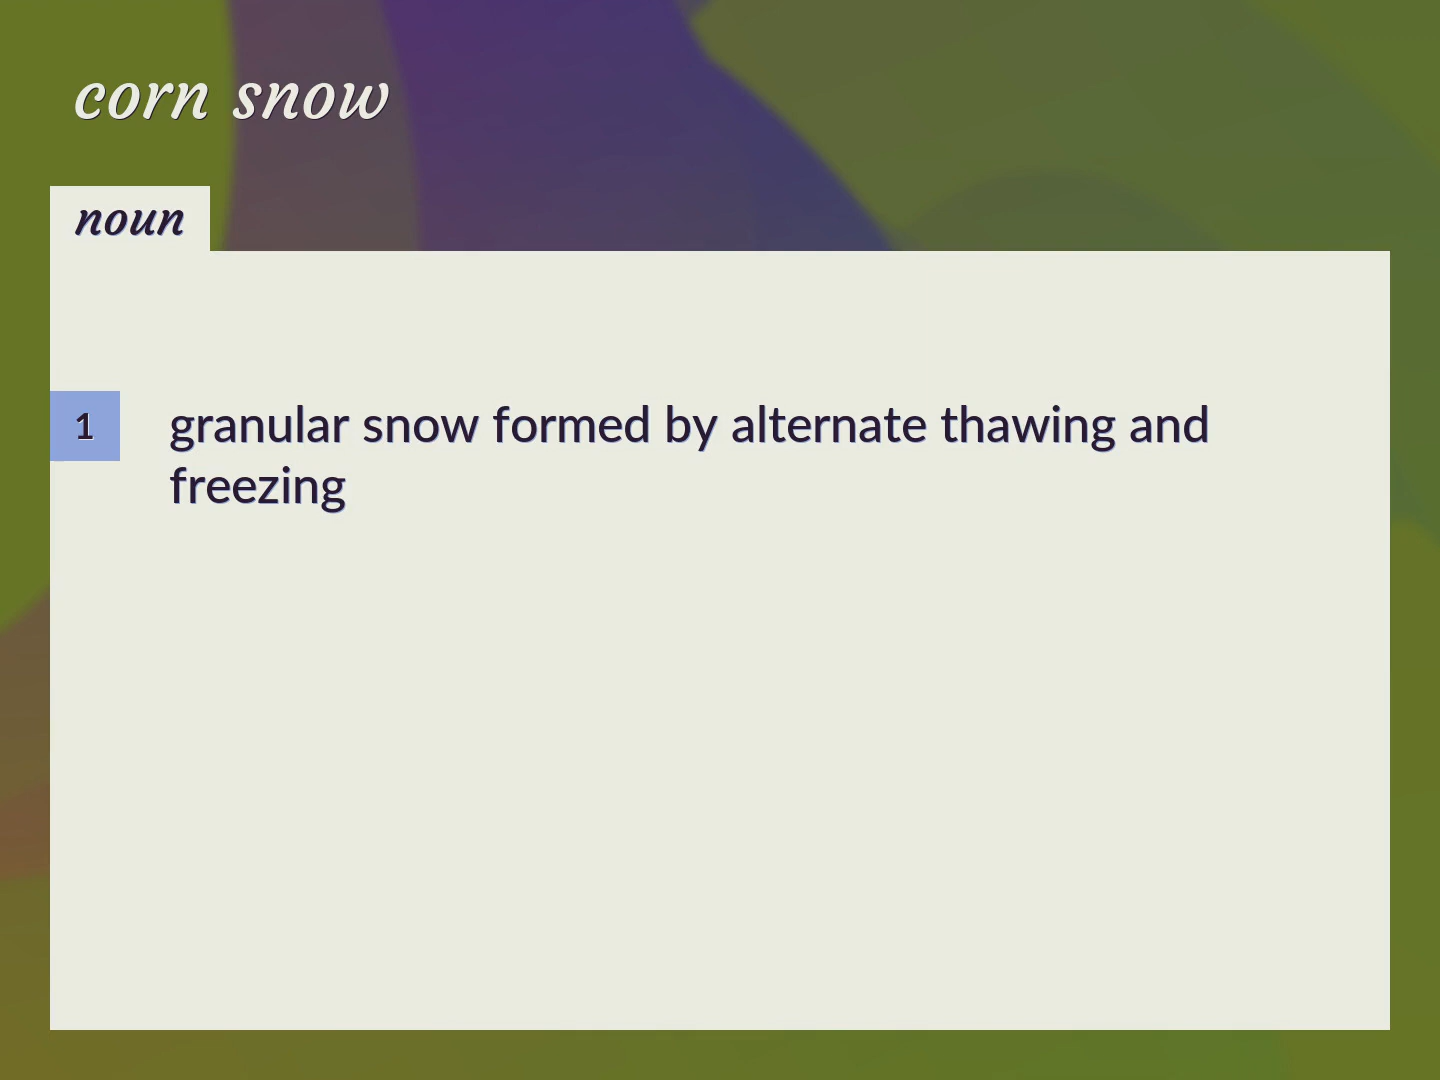 corn snow
noun
1
granular snow formed by alternate thawing and
freezing